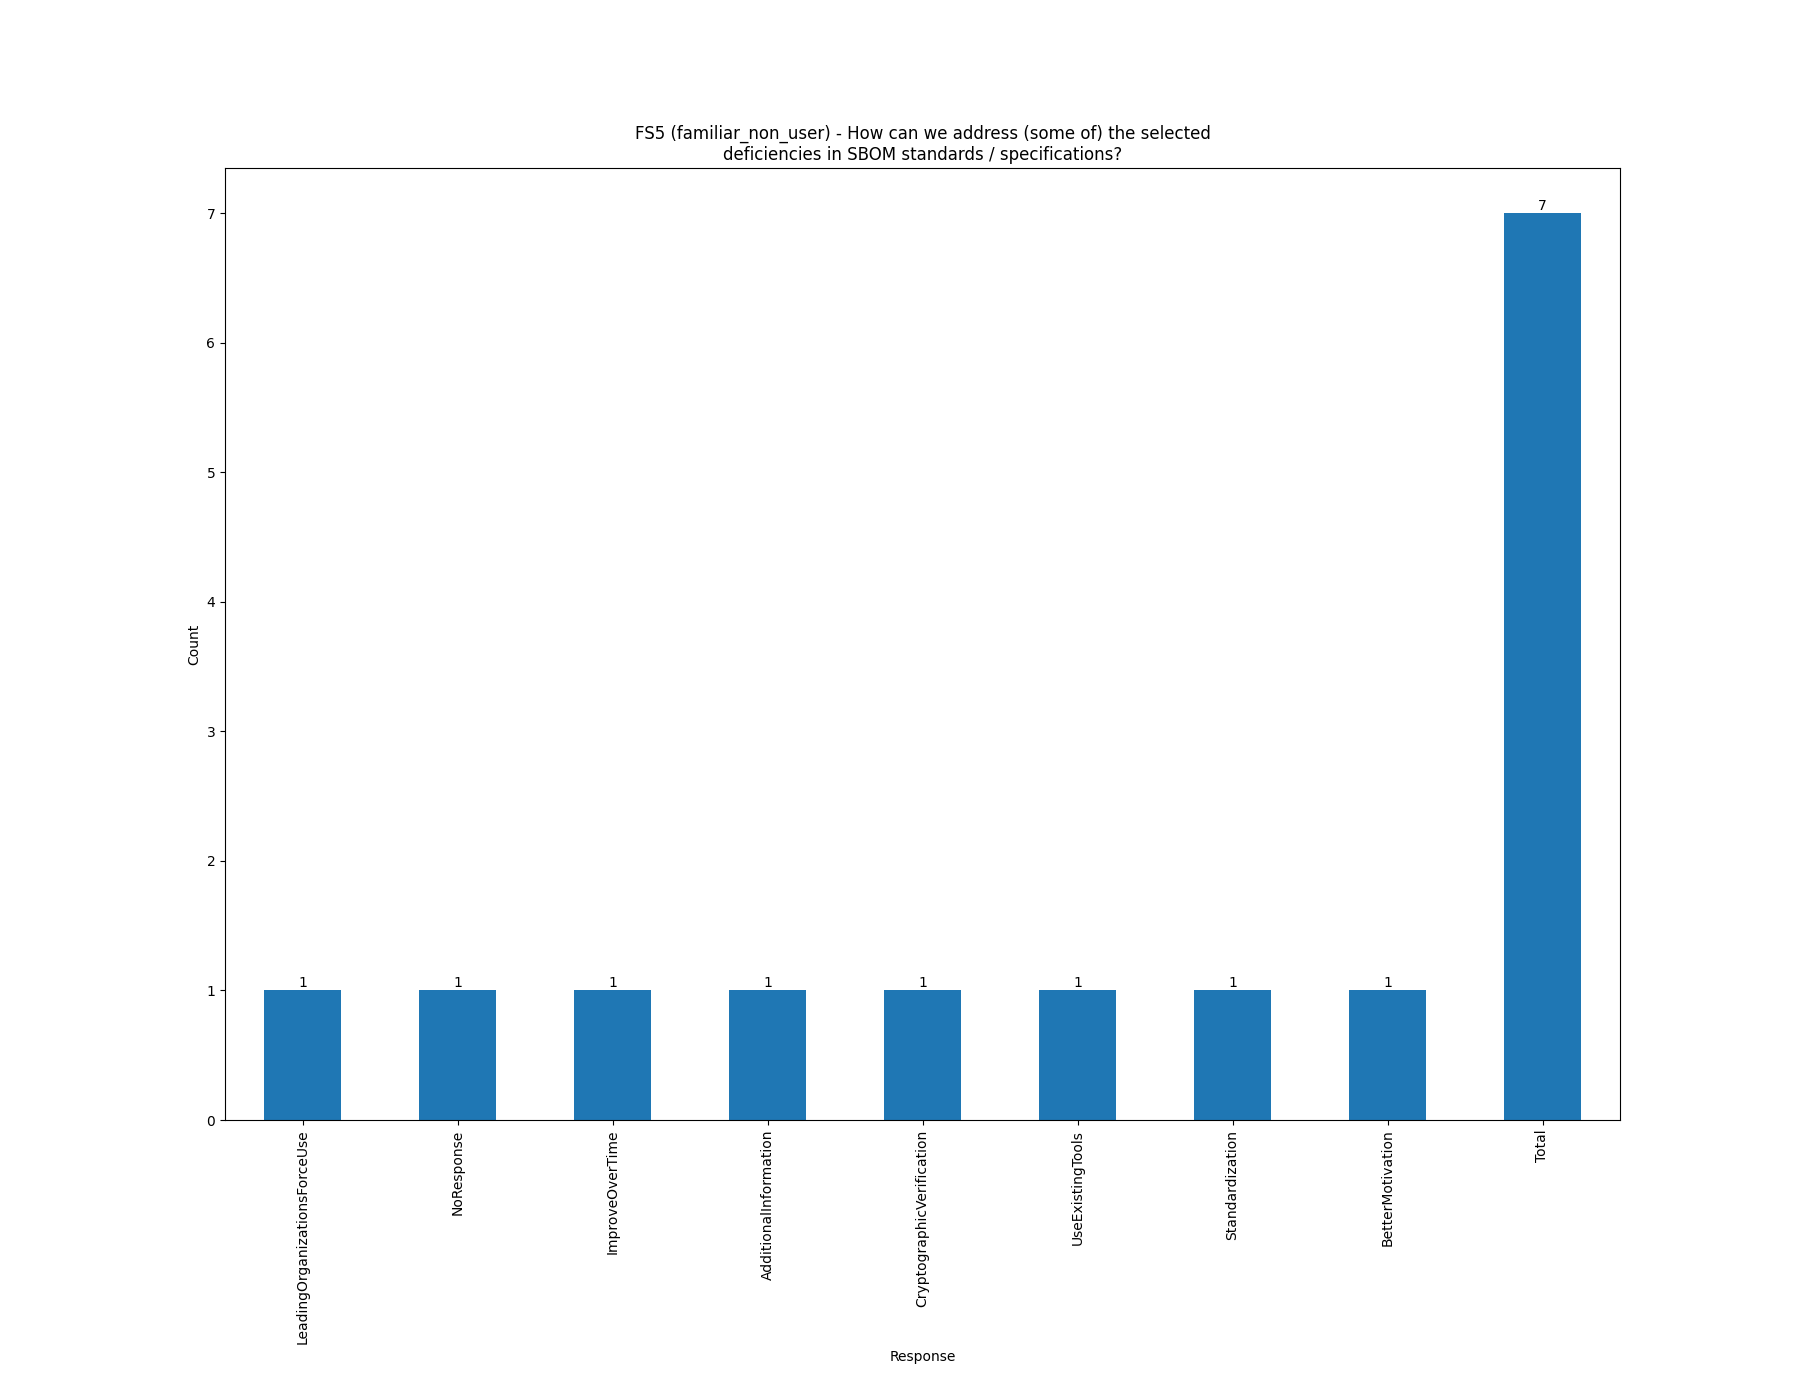 FS5 (familiar_non_user) - How can we address (some of) the selected
deficiencies in SBOM standards / specifications?
Count
7
6
5
4
3
2
1
0
1
1
1
1
1
1
1
1
7
LeadingOrganizationsForceUse
NoResponse
ImproveOverTime
AdditionalInformation
CryptographicVerification
UseExistingTools
Standardization
BetterMotivation
Total
Response